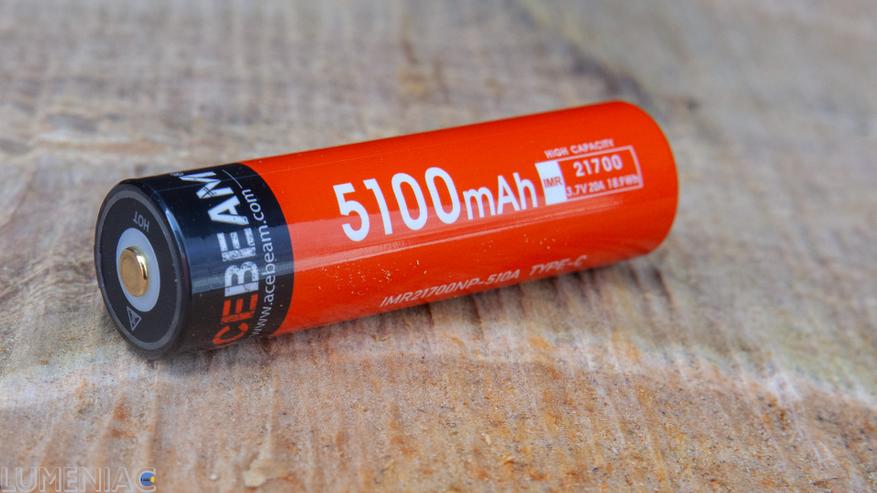 HOT
ACEBEAM
www.acebeam.com
5100mAh
HIGH CAPACITY
IMR
21700
3.7V 20A 18.9Wh
IMR21700NP-510A TYPE-C
LUMENIAC